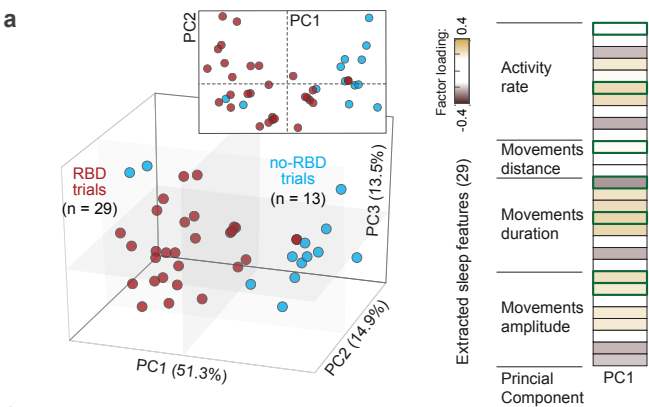 a
PC2
PC1
RBD
trials
(n = 29)
no-RBD
trials
(n = 13)
PC3 (13.5%)
PC1 (51.3%)
PC2 (14.9%)
Factor loading:
-0.4 0.4
Extracted sleep features (29)
Activity
rate
Movements
distance
Movements
duration
Movements
amplitude
Princial
Component
PC1